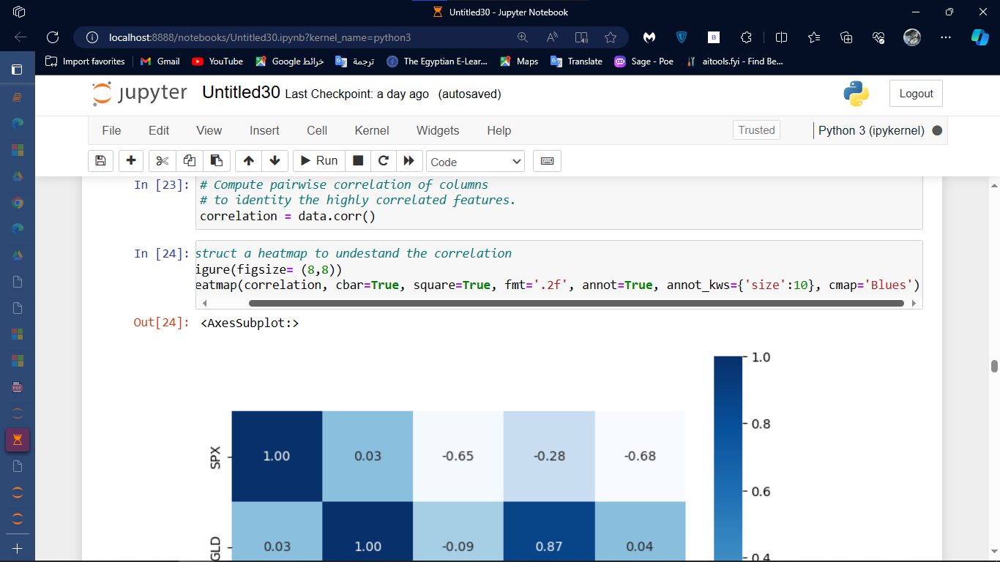 Untitled30 - Jupyter Notebook
localhost:8888/notebooks/Untitled30.ipynb?kernel_name=python3
B
Import favorites Gmail YouTube خرائط Google ترجمة The Egyptian E-Lear... Maps Translate Sage - Poe aitools.fyi - Find Be...
jupyter Untitled30 Last Checkpoint: a day ago (autosaved) Logout
File Edit View Insert Cell Kernel Widgets Help Trusted Python 3 (ipykernel)
Run Code
In [23]: # Compute pairwise correlation of columns
# to identity the highly correlated features.
correlation = data.corr()
In [24]: struct a heatmap to undestand the correlation
igure(figsize= (8,8))
eatmap(correlation, cbar=True, square=True, fmt='.2f', annot=True, annot_kws={'size':10}, cmap='Blues')
Out[24]: <AxesSubplot:>
1.0
0.8
SPX 1.00 0.03 -0.65 -0.28 -0.68
0.6
GLD 0.03 1.00 -0.09 0.87 0.04
0.4
PDF